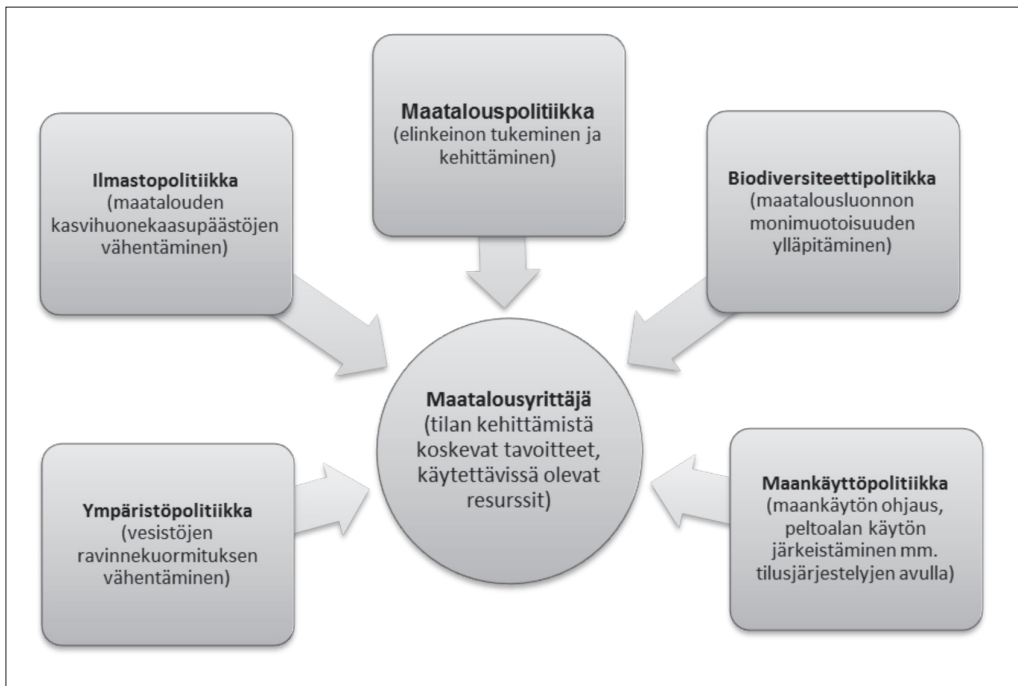 Maatalouspolitiikka
(elinkeinon tukeminen ja
kehittäminen)
Ilmastopolitiikka
(maatalouden
kasvihuonekaasupäästöjen
vähentäminen)
Biodiversiteettipolitikka
(maatalousluonnon
monimuotoisuuden
ylläpitäminen)
Maatalousyrittäjä
(tilan kehittämistä
koskevat tavoitteet,
käytettävissä olevat
resurssit)
Ympäristöpolitiikka
(vesistöjen
ravinnekuormituksen
vähentäminen)
Maankäyttöpolitiikka
(maankäytön ohjaus,
peltoalan käytön
järkeistäminen mm.
tilusjärjestelyjen avulla)